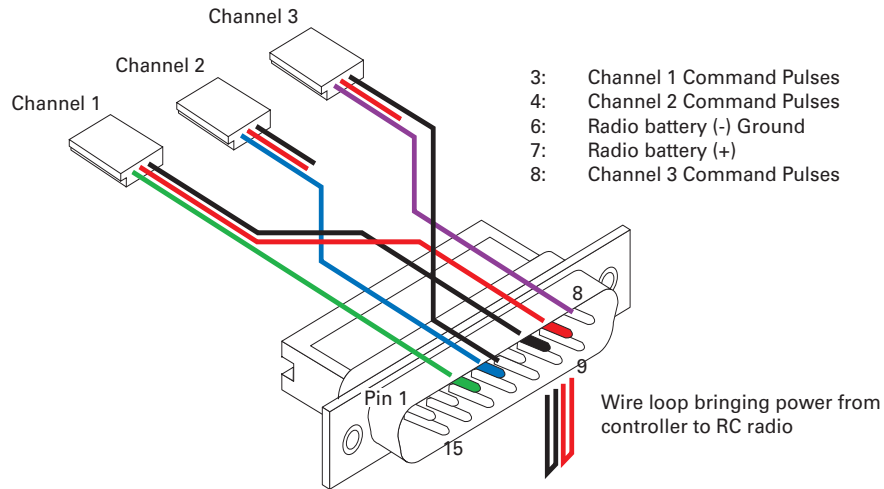 Channel 3
Channel 2
Channel 1
3: Channel 1 Command Pulses
4: Channel 2 Command Pulses
6: Radio battery (-) Ground
7: Radio battery (+)
8: Channel 3 Command Pulses
8
9
Pin 1
15
Wire loop bringing power from
controller to RC radio